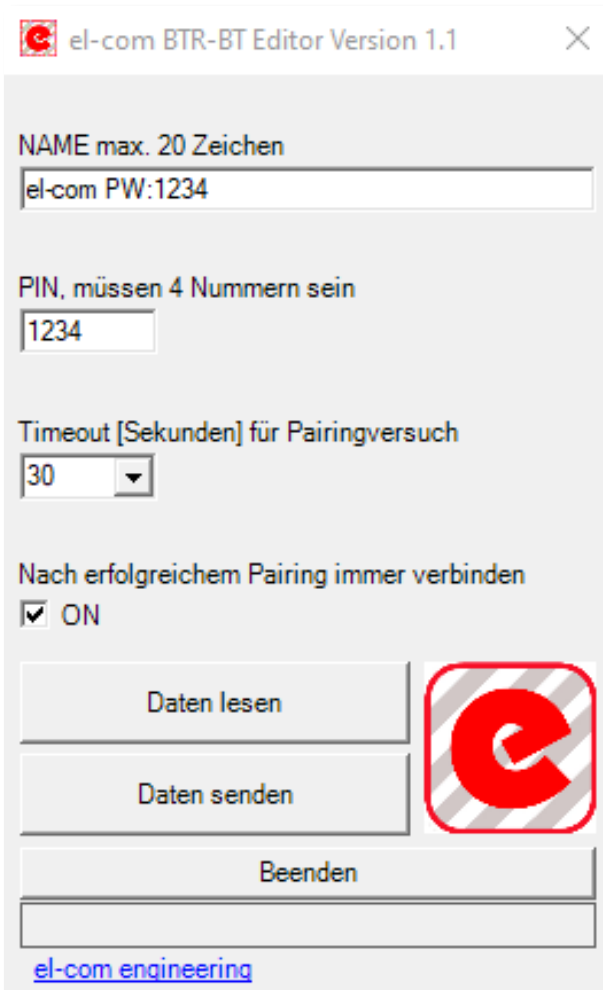 el-com BTR-BT Editor Version 1.1
NAME max. 20 Zeichen
el-com PW:1234
PIN, müssen 4 Nummern sein
1234
Timeout [Sekunden] für Pairingversuch
30
Nach erfolgreichem Pairing immer verbinden
ON
Daten lesen
Daten senden
Beenden
el-com engineering